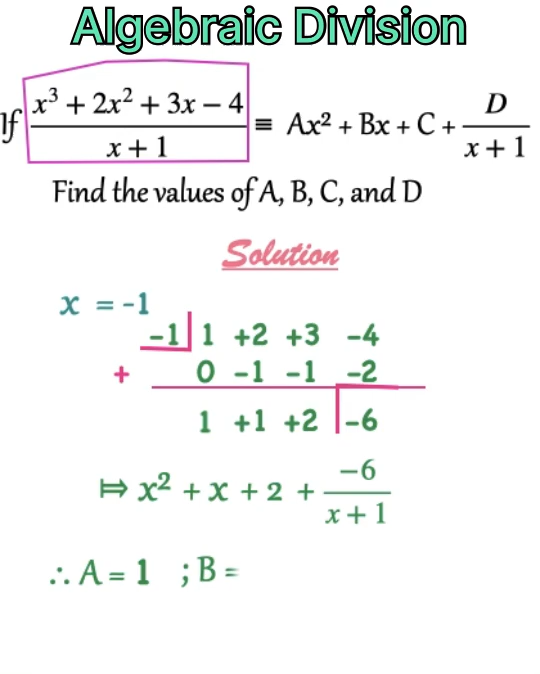 Algebraic Division
If x³ + 2x² + 3x − 4 / x + 1 ≡ Ax² + Bx + C + D / x + 1
Find the values of A, B, C, and D
Solution
x = -1
-1 | 1 +2 +3 -4
+ 0 -1 -1 -2
1 +1 +2 | -6
⤇ x² + x + 2 + −6 / x + 1
∴ A = 1 ; B =